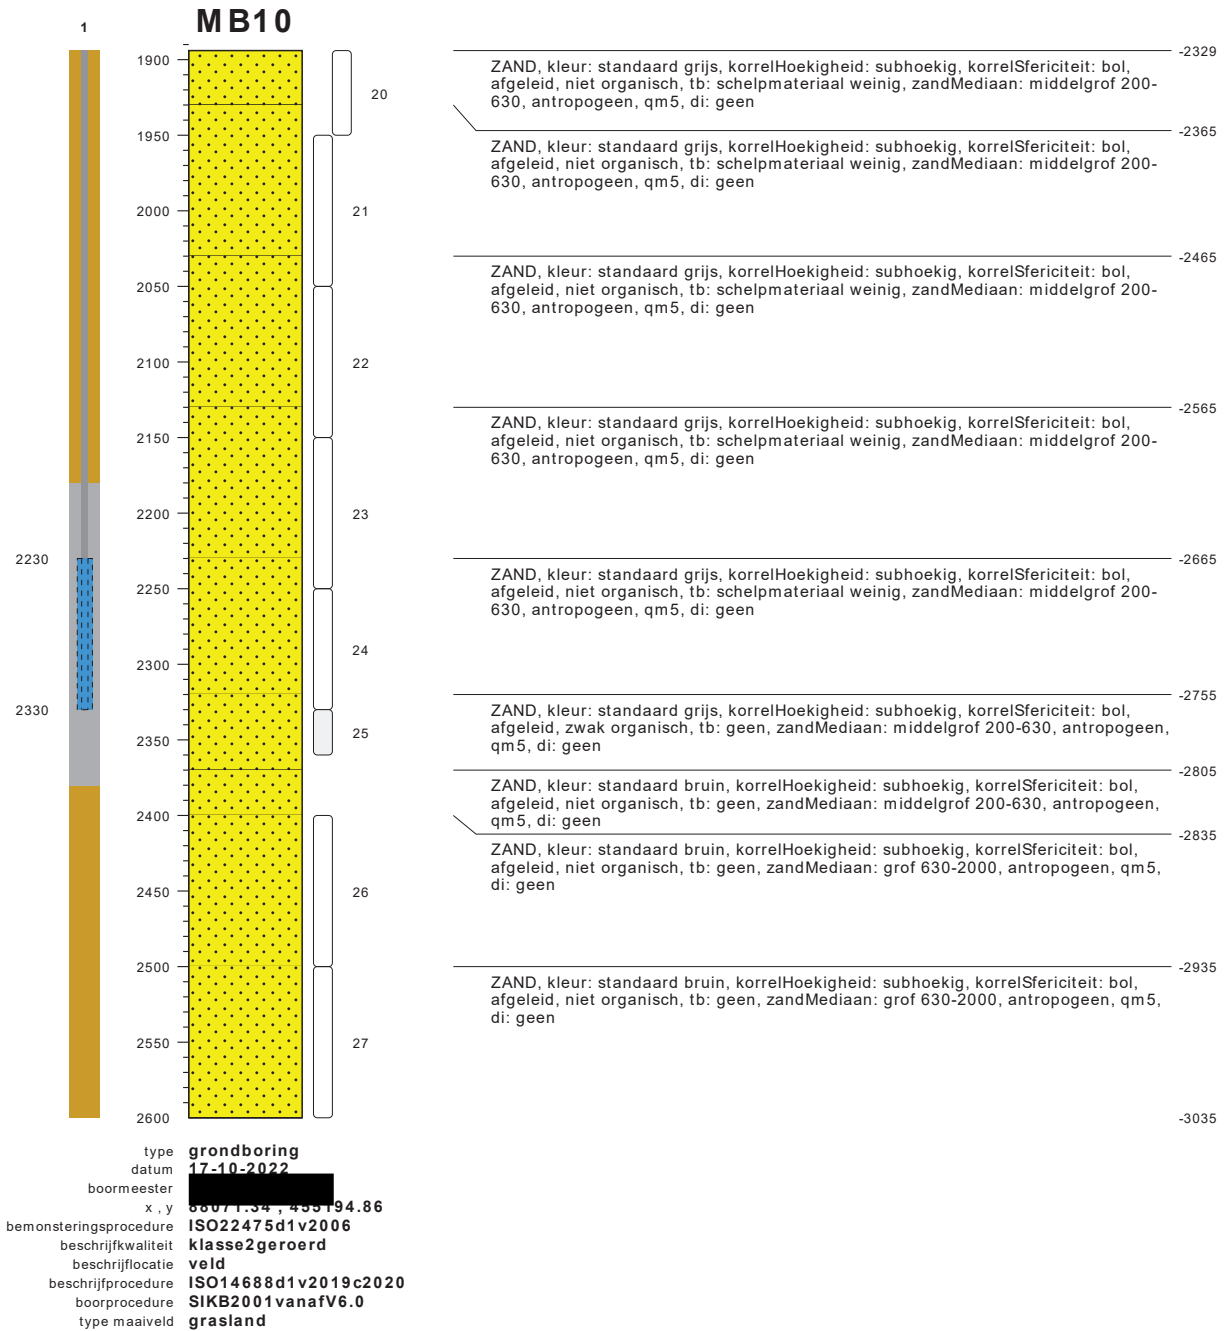 1
MB10
1900
1950
2000
2050
2100
2150
2200
2250
2300
2350
2400
2450
2500
2550
2600
2230
2330
20
21
22
23
24
25
26
27
-2329
ZAND, kleur: standaard grijs, korrelHoekigheid: subhoekig, korrelSfericiteit: bol,
afgeleid, niet organisch, tb: schelpmateriaal weinig, zandMediaan: middelgrof 200-
630, antropogeen, qm5, di: geen
-2365
ZAND, kleur: standaard grijs, korrelHoekigheid: subhoekig, korrelSfericiteit: bol,
afgeleid, niet organisch, tb: schelpmateriaal weinig, zandMediaan: middelgrof 200-
630, antropogeen, qm5, di: geen
-2465
ZAND, kleur: standaard grijs, korrelHoekigheid: subhoekig, korrelSfericiteit: bol,
afgeleid, niet organisch, tb: schelpmateriaal weinig, zandMediaan: middelgrof 200-
630, antropogeen, qm5, di: geen
-2565
ZAND, kleur: standaard grijs, korrelHoekigheid: subhoekig, korrelSfericiteit: bol,
afgeleid, niet organisch, tb: schelpmateriaal weinig, zandMediaan: middelgrof 200-
630, antropogeen, qm5, di: geen
-2665
ZAND, kleur: standaard grijs, korrelHoekigheid: subhoekig, korrelSfericiteit: bol,
afgeleid, niet organisch, tb: schelpmateriaal weinig, zandMediaan: middelgrof 200-
630, antropogeen, qm5, di: geen
-2755
ZAND, kleur: standaard grijs, korrelHoekigheid: subhoekig, korrelSfericiteit: bol,
afgeleid, zwak organisch, tb: geen, zandMediaan: middelgrof 200-630, antropogeen,
qm5, di: geen
-2805
ZAND, kleur: standaard bruin, korrelHoekigheid: subhoekig, korrelSfericiteit: bol,
afgeleid, niet organisch, tb: geen, zandMediaan: middelgrof 200-630, antropogeen,
qm5, di: geen
-2835
ZAND, kleur: standaard bruin, korrelHoekigheid: subhoekig, korrelSfericiteit: bol,
afgeleid, niet organisch, tb: geen, zandMediaan: grof 630-2000, antropogeen, qm5,
di: geen
-2935
ZAND, kleur: standaard bruin, korrelHoekigheid: subhoekig, korrelSfericiteit: bol,
afgeleid, niet organisch, tb: geen, zandMediaan: grof 630-2000, antropogeen, qm5,
di: geen
-3035
type grondboring
datum 17-10-2022
boormeester
x , y 88071.34 , 455194.86
bemonsteringsprocedure ISO22475d1v2006
beschrijfkwaliteit klasse2geroerd
beschrijflocatie veld
beschrijfprocedure ISO14688d1v2019c2020
boorprocedure SIKB2001vanafV6.0
type maaiveld grasland